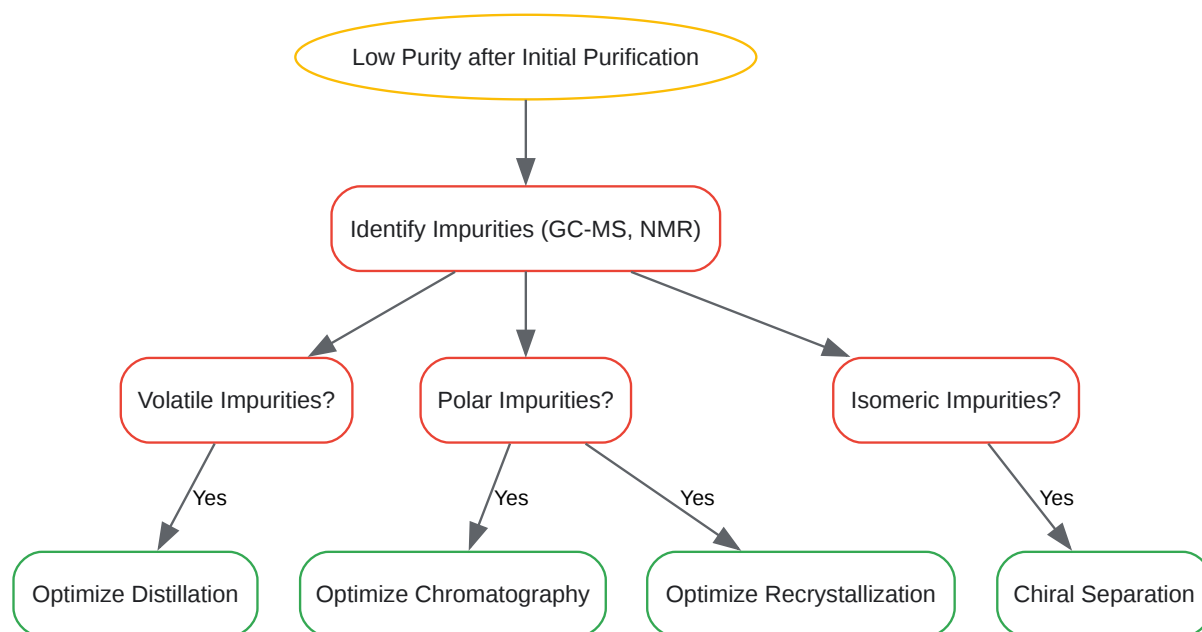 Low Purity after Initial Purification
Identify Impurities (GC-MS, NMR)
Volatile Impurities?
Polar Impurities?
Isomeric Impurities?
Yes
Yes
Yes
Yes
Optimize Distillation
Optimize Chromatography
Optimize Recrystallization
Chiral Separation